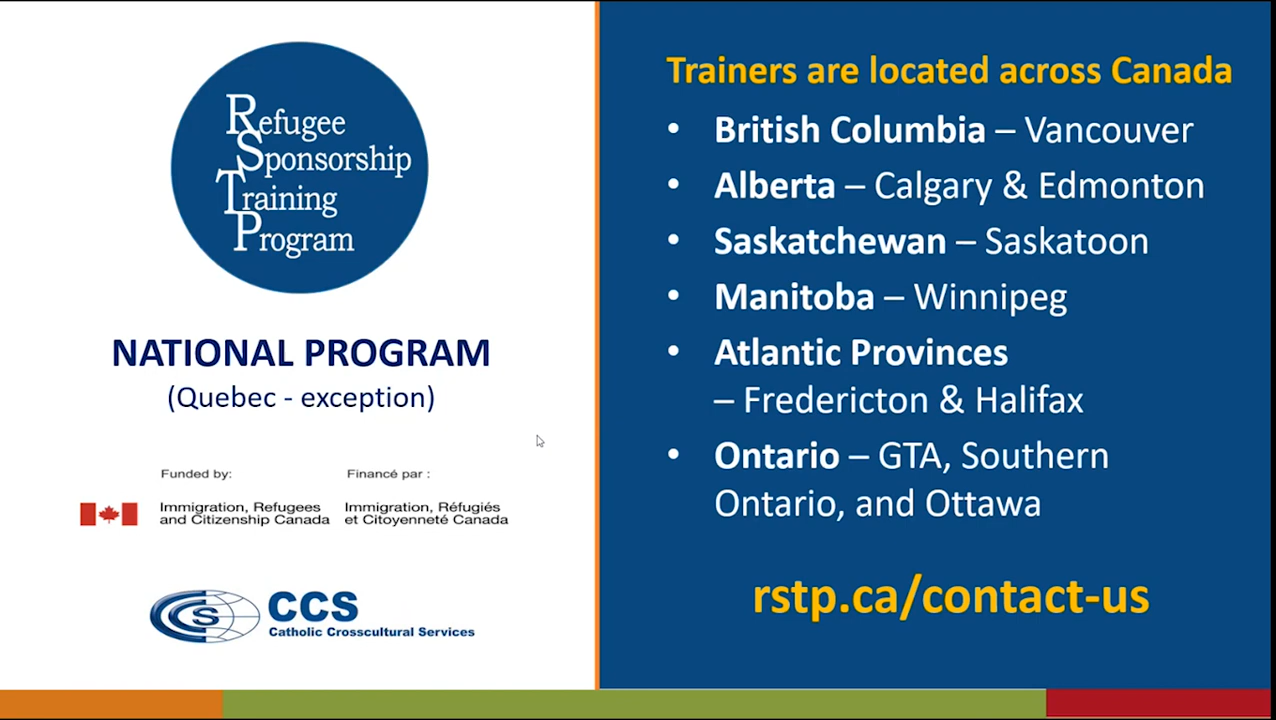 Refugee
Sponsorship
Training
Program
NATIONAL PROGRAM
(Quebec - exception)
Funded by:
Financé par :
Immigration, Refugees
and Citizenship Canada
Immigration, Réfugiés
et Citoyenneté Canada
CCS
CCS
Catholic Crosscultural Services
Trainers are located across Canada
• British Columbia – Vancouver
• Alberta – Calgary & Edmonton
• Saskatchewan – Saskatoon
• Manitoba – Winnipeg
• Atlantic Provinces
– Fredericton & Halifax
• Ontario – GTA, Southern
Ontario, and Ottawa
rstp.ca/contact-us